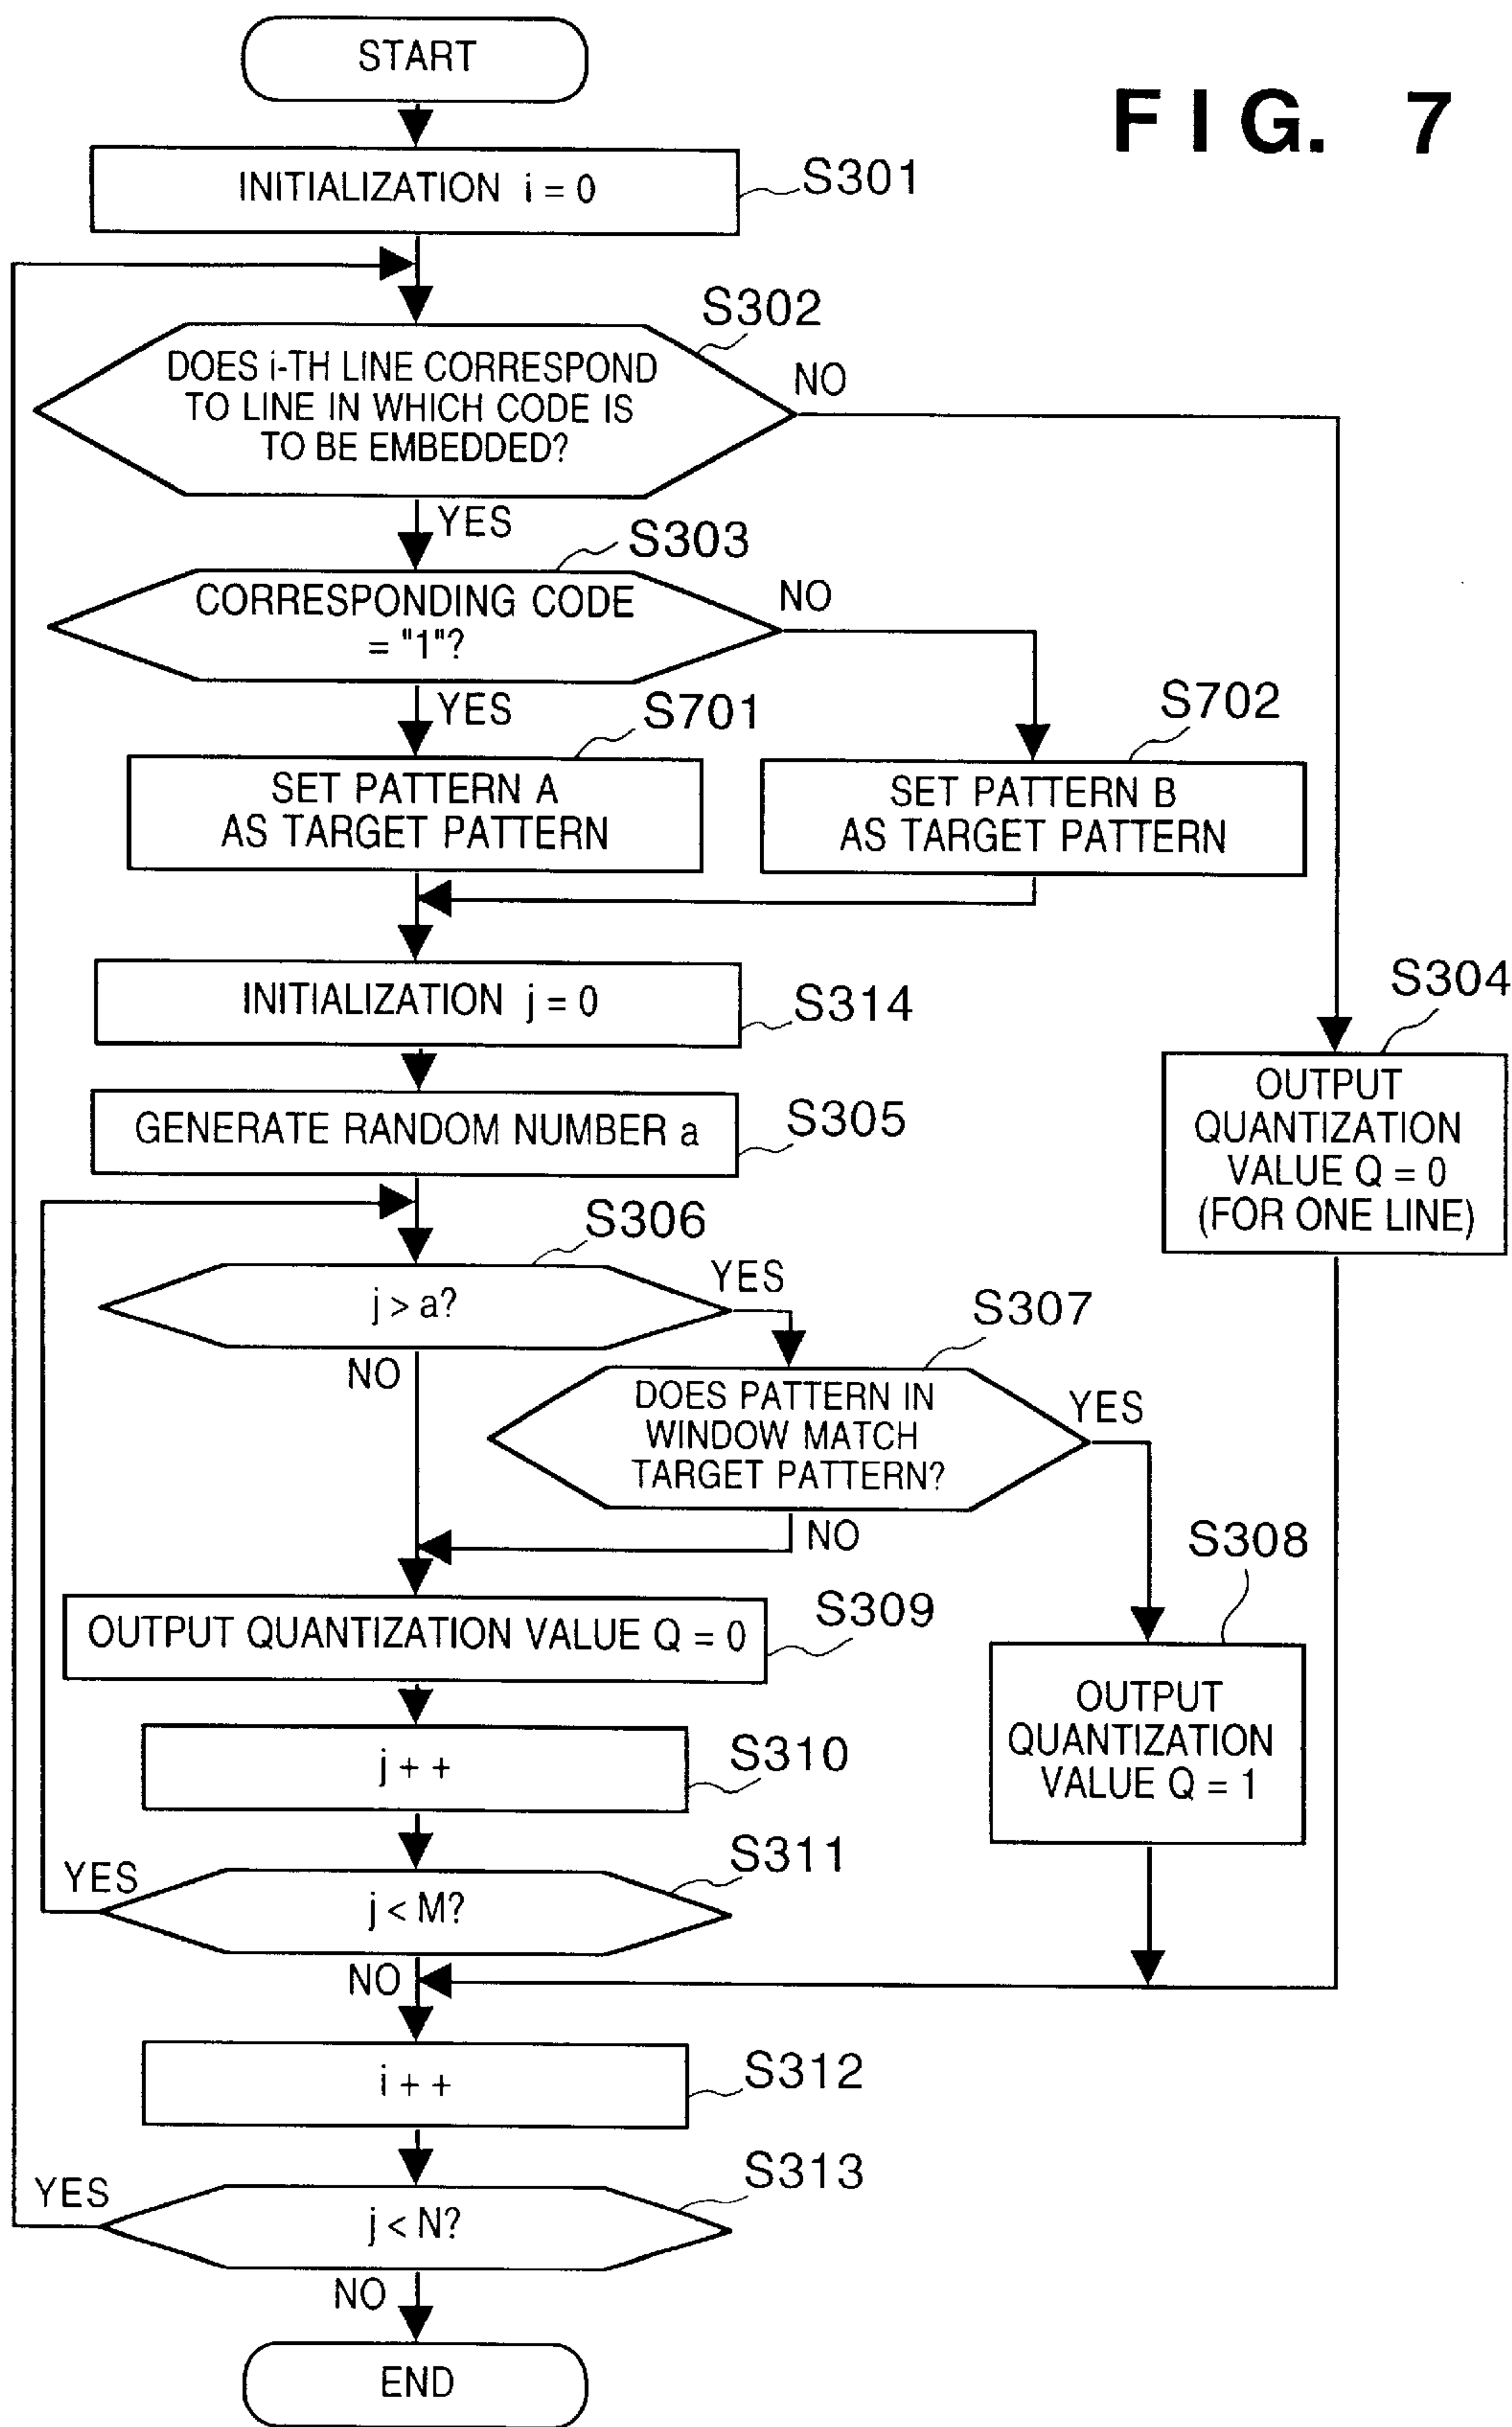 START
FIG. 7
INITIALIZATION i = 0
S301
S302
DOES i-TH LINE CORRESPOND
TO LINE IN WHICH CODE IS
TO BE EMBEDDED?
NO
YES
S303
CORRESPONDING CODE
= "1"?
NO
YES
S701
S702
SET PATTERN A
AS TARGET PATTERN
SET PATTERN B
AS TARGET PATTERN
INITIALIZATION j = 0
S314
S304
OUTPUT
QUANTIZATION
VALUE Q = 0
(FOR ONE LINE)
GENERATE RANDOM NUMBER a
S305
S306
j > a?
YES
NO
S307
DOES PATTERN IN
WINDOW MATCH
TARGET PATTERN?
YES
NO
S308
OUTPUT QUANTIZATION VALUE Q = 0
S309
OUTPUT
QUANTIZATION
VALUE Q = 1
j + +
S310
S311
YES
j < M?
NO
i + +
S312
S313
YES
j < N?
NO
END